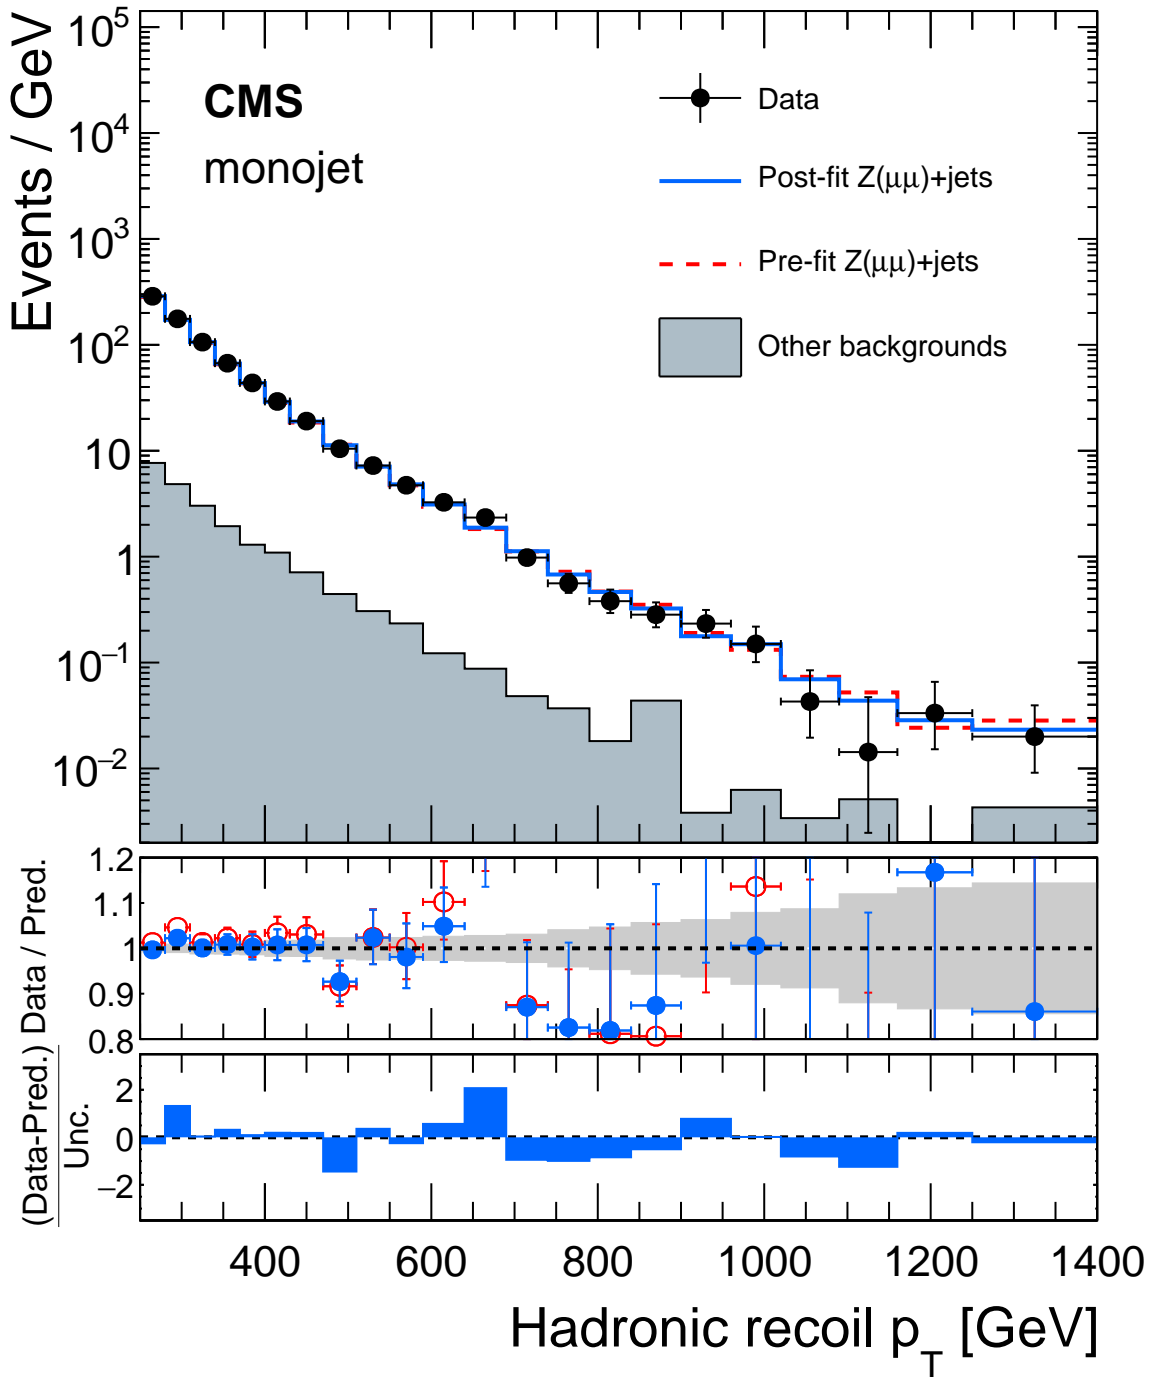 CMS
monojet
Data
Post-fit Z(μμ)+jets
Pre-fit Z(μμ)+jets
Other backgrounds
Events / GeV
10⁵
10⁴
10³
10²
10
1
10⁻¹
10⁻²
Data / Pred.
1.2
1.1
1
0.9
0.8
(Data-Pred.)
Unc.
2
0
−2
400 600 800 1000 1200 1400
Hadronic recoil p_T [GeV]